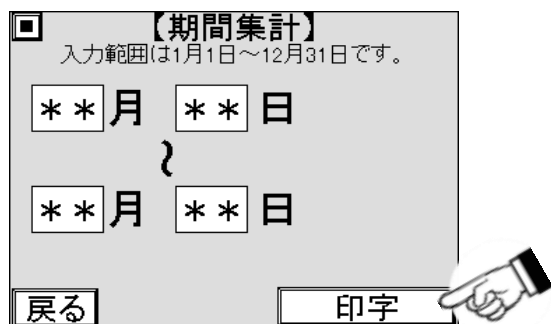 【期間集計】
入力範囲は1月1日～12月31日です。
＊＊月 ＊＊日
～
＊＊月 ＊＊日
戻る 印字